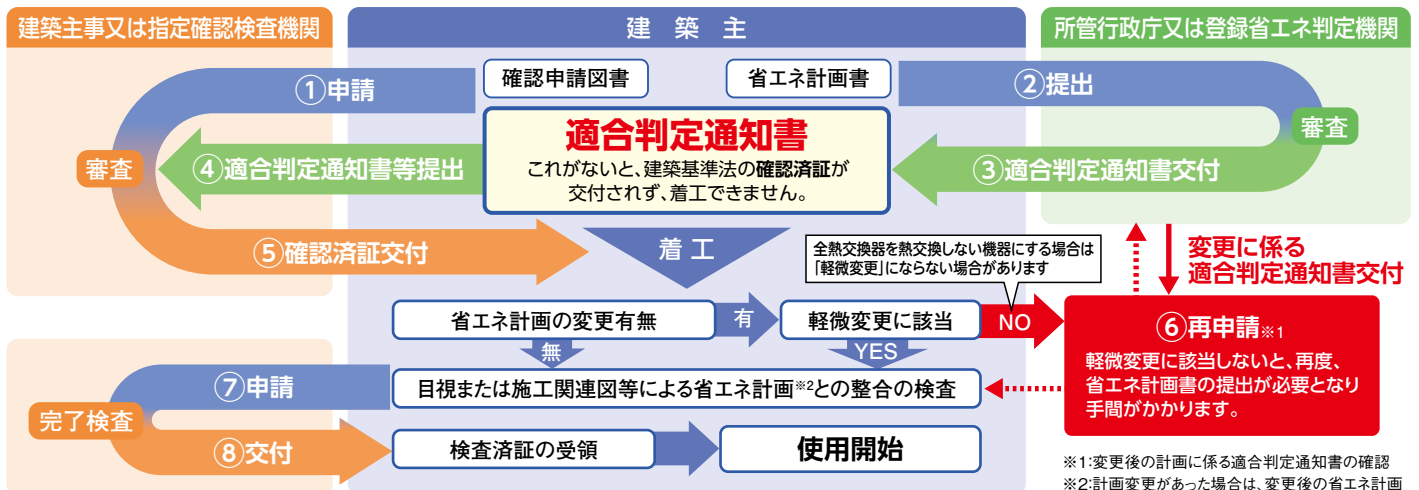 建築主事又は指定確認検査機関
建築主
所管行政庁又は登録省エネ判定機関
①申請
確認申請図書
省エネ計画書
②提出
審査
審査
適合判定通知書
これがないと、建築基準法の確認済証が
交付されず、着工できません。
④適合判定通知書等提出
③適合判定通知書交付
⑤確認済証交付
着工
全熱交換器を熱交換しない機器にする場合は
「軽微変更」にならない場合があります
変更に係る
適合判定通知書交付
省エネ計画の変更有無
有
軽微変更に該当
NO
無
YES
⑥再申請※1
軽微変更に該当しないと、再度、
省エネ計画書の提出が必要となり
手間がかかります。
⑦申請
目視または施工関連図等による省エネ計画※2との整合の検査
完了検査
⑧交付
検査済証の受領
使用開始
※1:変更後の計画に係る適合判定通知書の確認
※2:計画変更があった場合は、変更後の省エネ計画